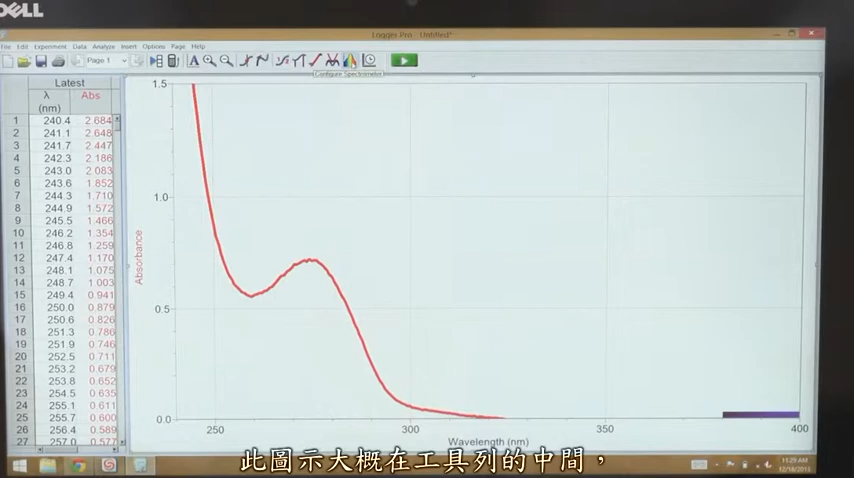 DELL
Logger Pro - Untitled*
File Edit Experiment Data Analyze Insert Options Page Help
Page 1
Configure Spectrometer
Latest
λ Abs
(nm)
1 240.4 2.684
2 241.1 2.648
3 241.7 2.447
4 242.3 2.186
5 243.0 2.083
6 243.6 1.852
7 244.3 1.710
8 244.9 1.572
9 245.5 1.466
10 246.2 1.354
11 246.8 1.259
12 247.4 1.170
13 248.1 1.075
14 248.7 1.003
15 249.4 0.941
16 250.0 0.879
17 250.6 0.826
18 251.3 0.786
19 251.9 0.746
20 252.5 0.711
21 253.2 0.679
22 253.8 0.652
23 254.5 0.635
24 255.1 0.611
25 255.7 0.600
26 256.4 0.589
27 257.0 0.577
1.5
1.0
0.5
0.0
Absorbance
250 300 350 400
Wavelength (nm)
11:29 AM
此圖示大概在工具列的中間，